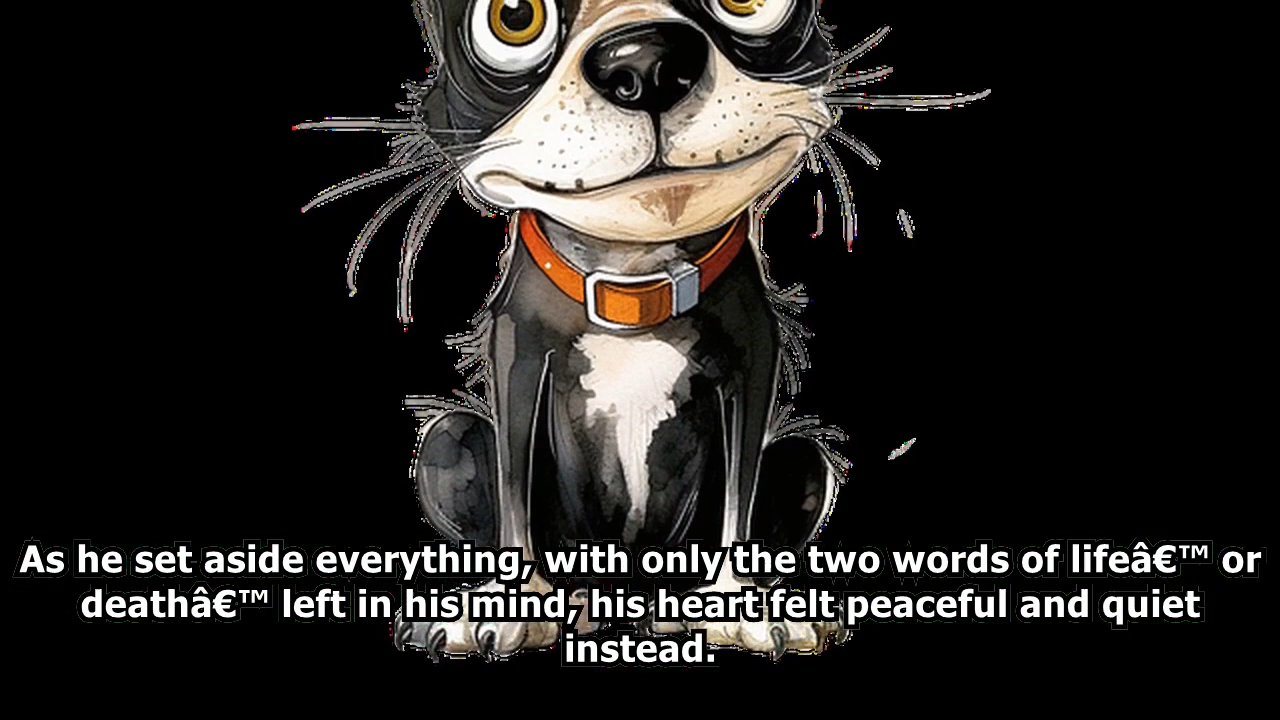 As he set aside everything, with only the two words of lifeâ€™ or
deathâ€™ left in his mind, his heart felt peaceful and quiet
instead.